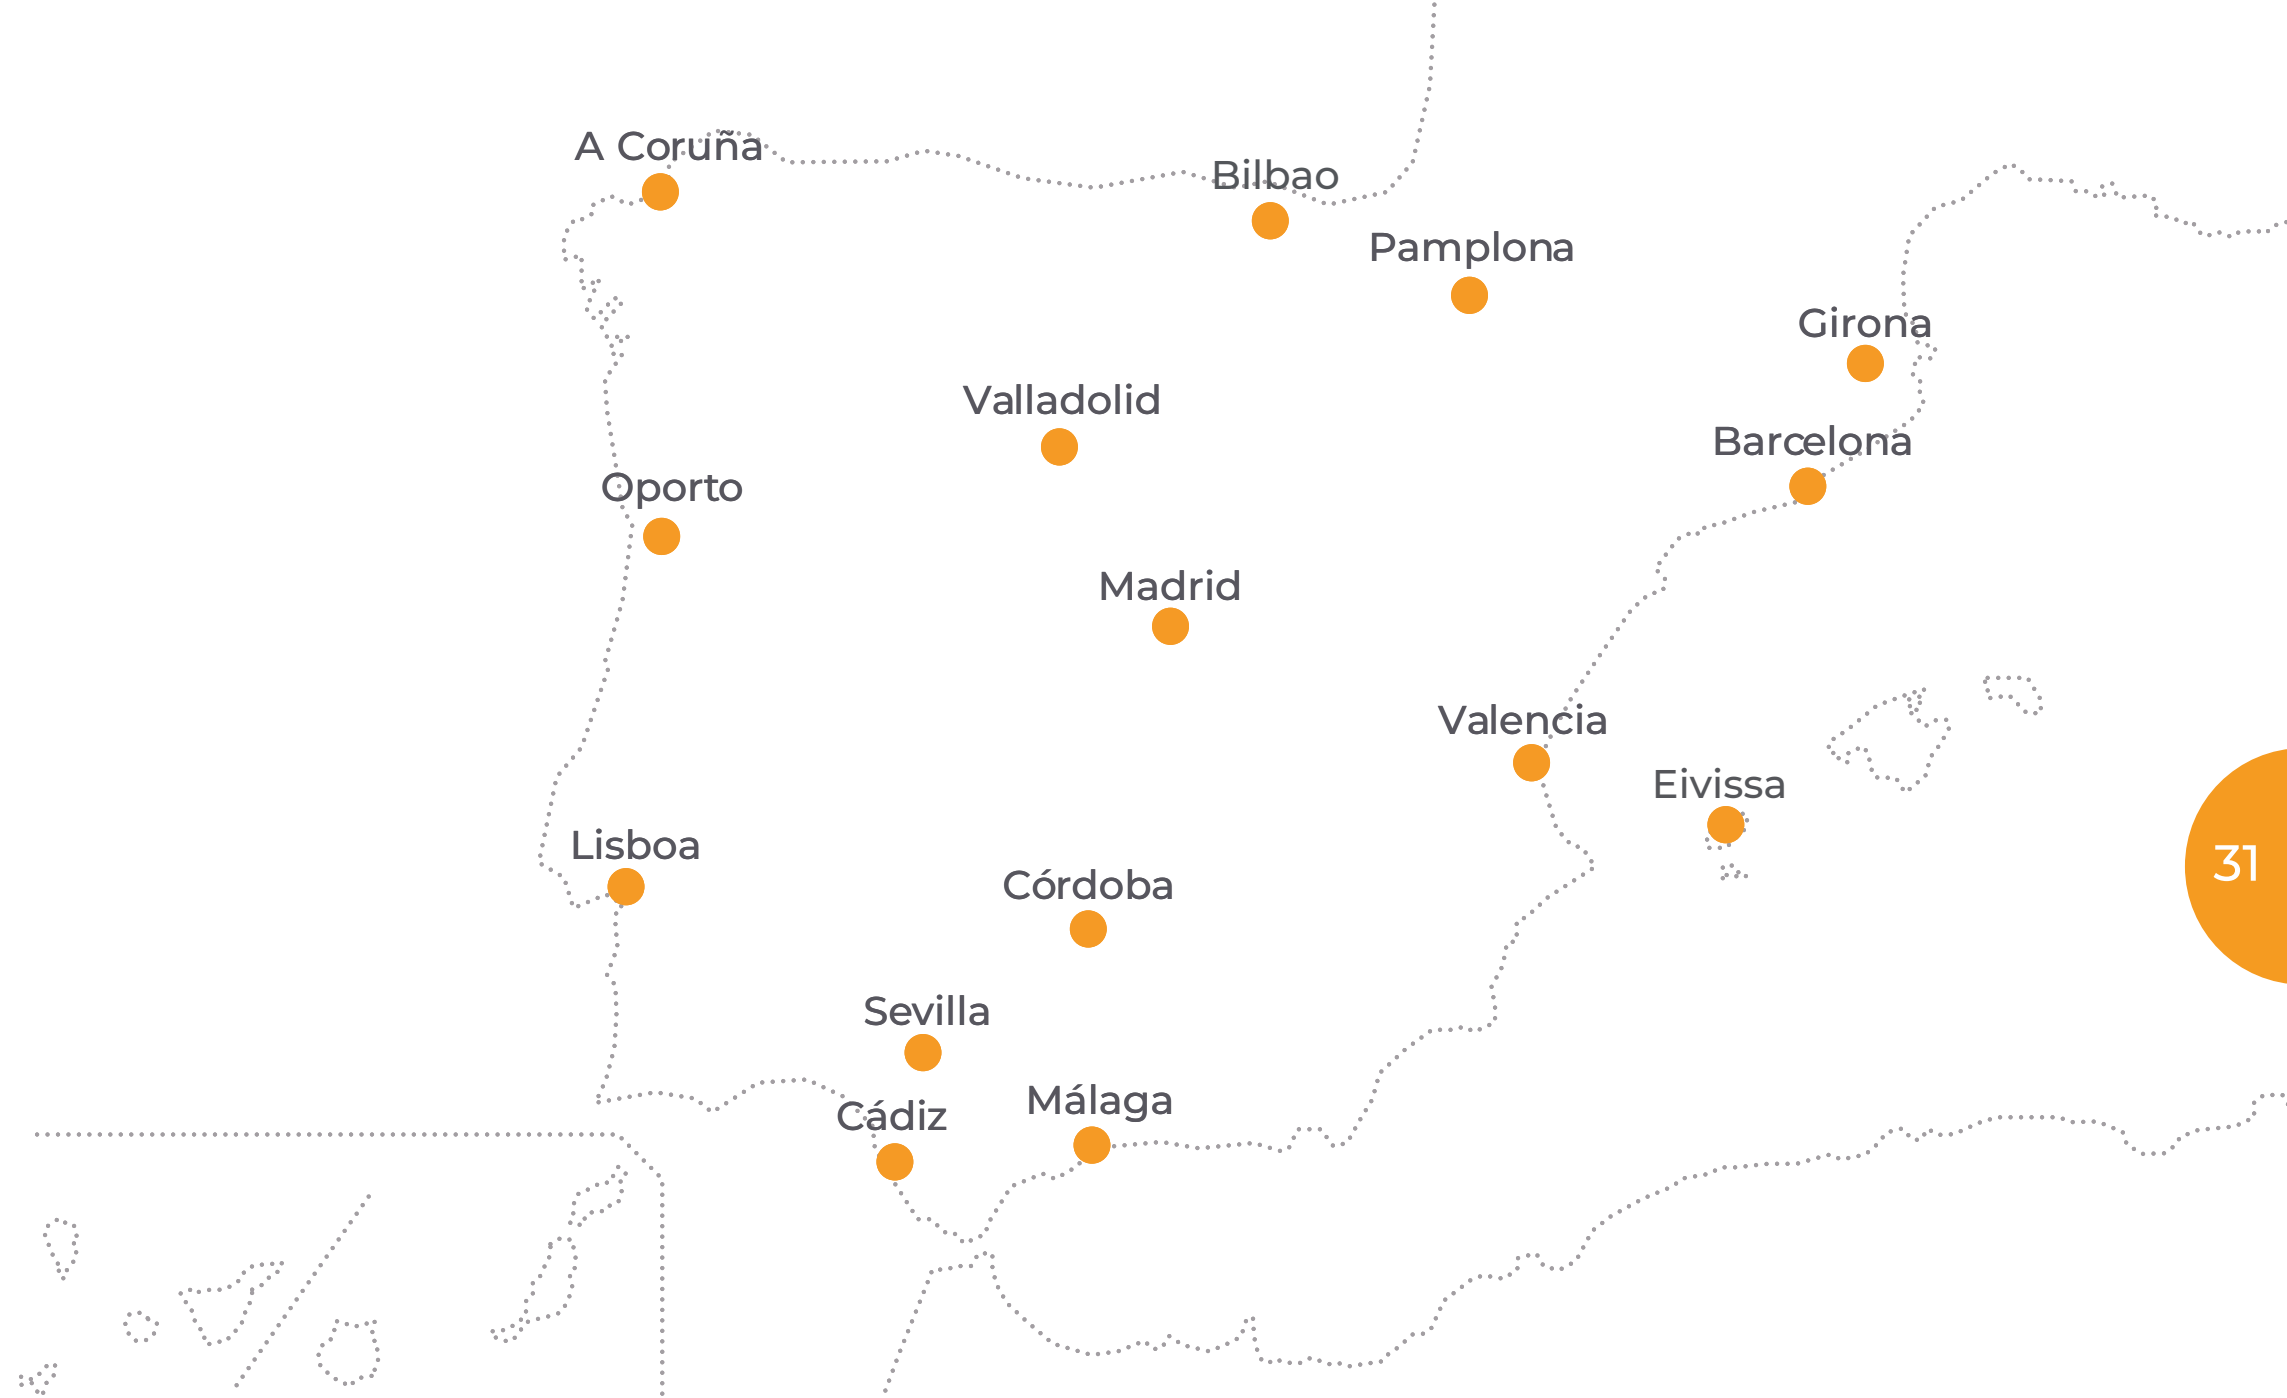 A Coruña
Bilbao
Pamplona
Girona
Valladolid
Barcelona
Oporto
Madrid
Valencia
Eivissa
Lisboa
31
Córdoba
Sevilla
Málaga
Cádiz